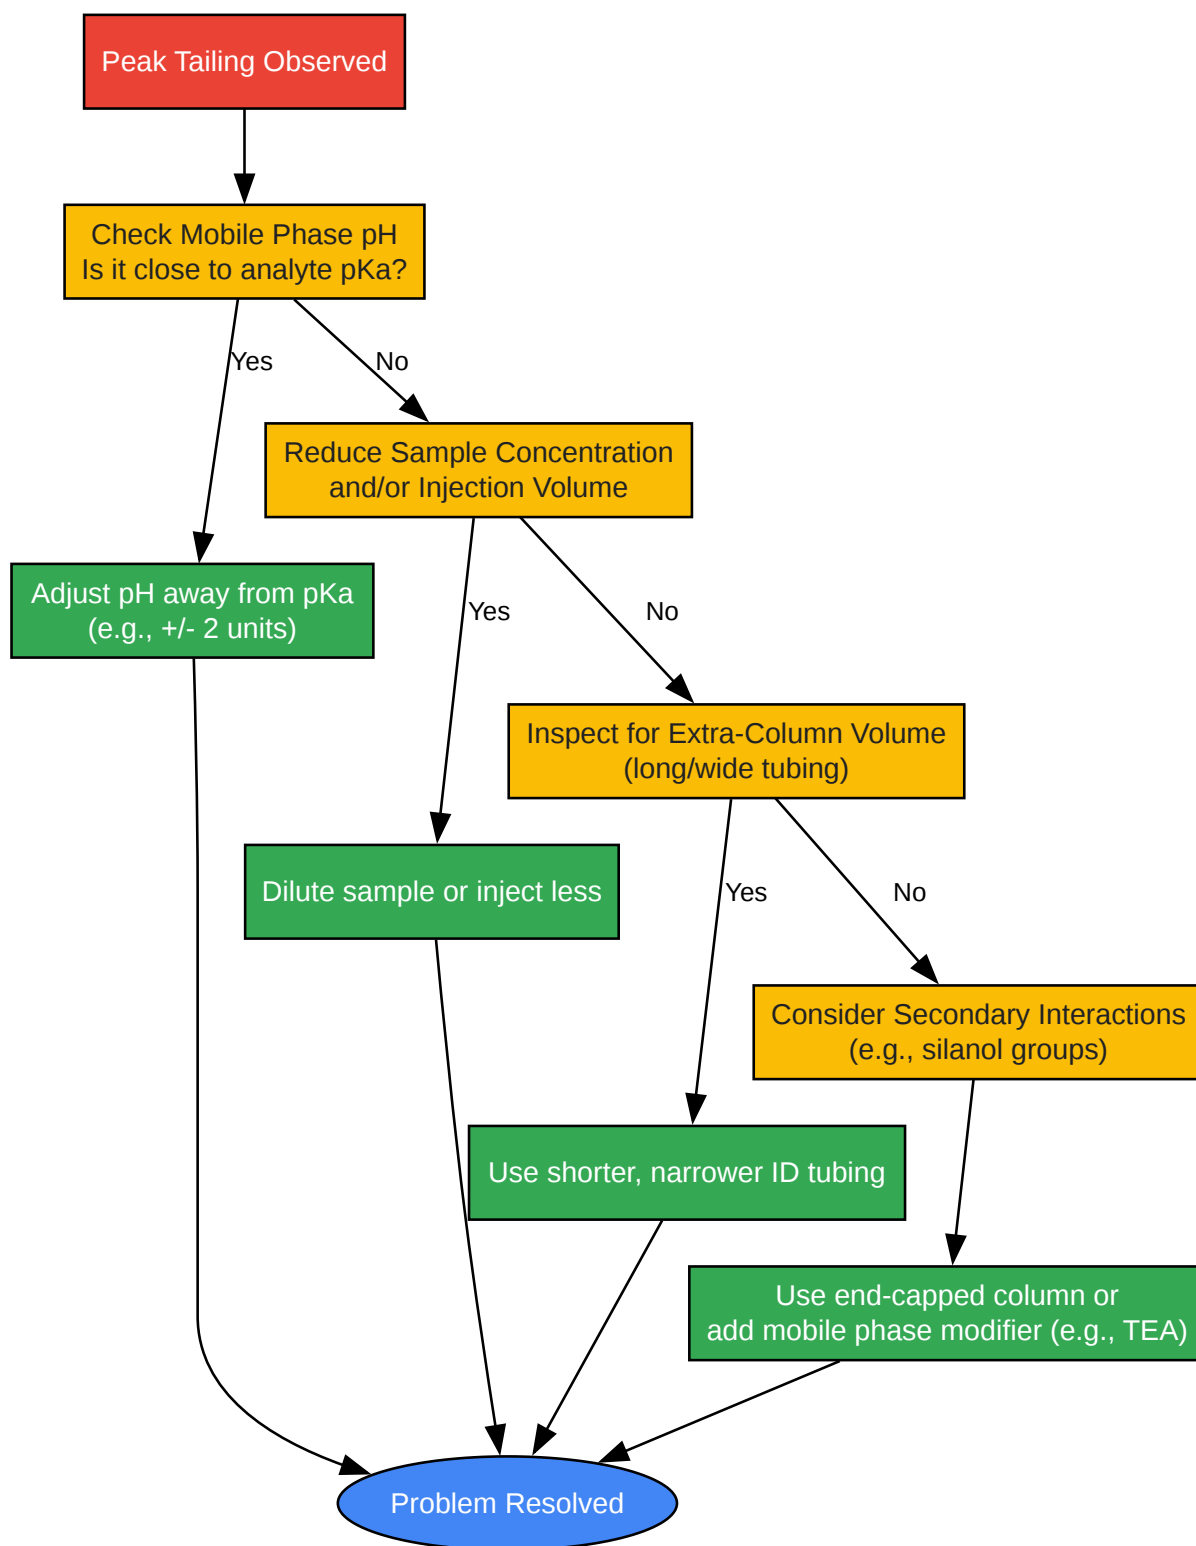 Peak Tailing Observed
Check Mobile Phase pH
Is it close to analyte pKa?
Yes
No
Reduce Sample Concentration
and/or Injection Volume
Adjust pH away from pKa
(e.g., +/- 2 units)
Yes
No
Inspect for Extra-Column Volume
(long/wide tubing)
Dilute sample or inject less
Yes
No
Consider Secondary Interactions
(e.g., silanol groups)
Use shorter, narrower ID tubing
Use end-capped column or
add mobile phase modifier (e.g., TEA)
Problem Resolved